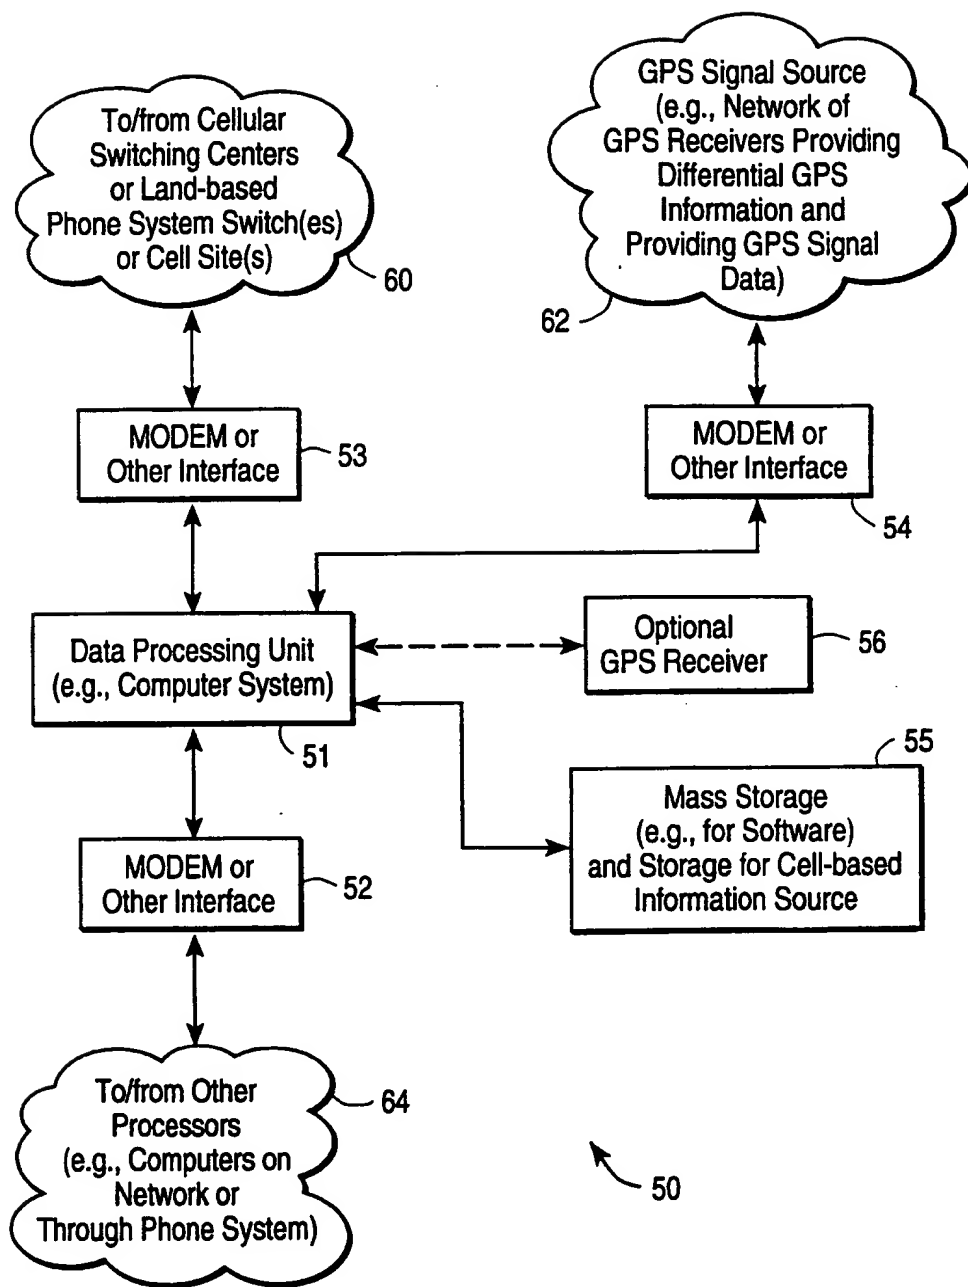 To/from Cellular
Switching Centers
or Land-based
Phone System Switch(es)
or Cell Site(s)
60
GPS Signal Source
(e.g., Network of
GPS Receivers Providing
Differential GPS
Information and
Providing GPS Signal
Data)
62
MODEM or
Other Interface
53
MODEM or
Other Interface
54
Data Processing Unit
(e.g., Computer System)
51
Optional
GPS Receiver
56
55
Mass Storage
(e.g., for Software)
and Storage for Cell-based
Information Source
MODEM or
Other Interface
52
To/from Other
Processors
(e.g., Computers on
Network or
Through Phone System)
64
50